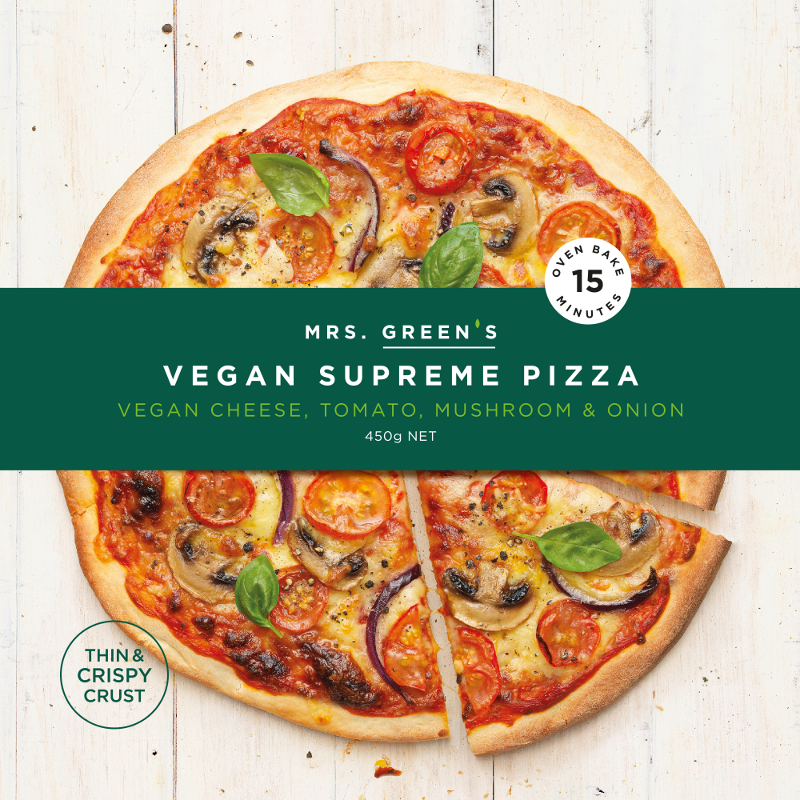 OVEN BAKE
15
MINUTES
MRS. GREEN'S
VEGAN SUPREME PIZZA
VEGAN CHEESE, TOMATO, MUSHROOM & ONION
450g NET
THIN &
CRISPY
CRUST